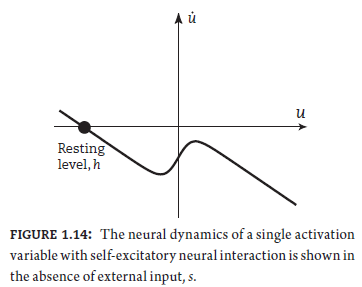 u̇
u
Resting
level, h
FIGURE 1.14: The neural dynamics of a single activation
variable with self-excitatory neural interaction is shown in
the absence of external input, s.